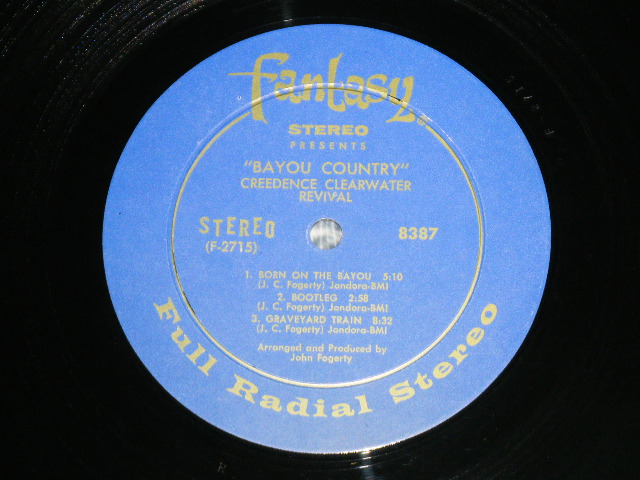 Fantasy
STEREO
PRESENTS
"BAYOU COUNTRY"
CREEDENCE CLEARWATER
REVIVAL
STEREO
(F-2715)
8387
1. BORN ON THE BAYOU 5:10
(J. C. Fogerty) Jondora-BMI
2. BOOTLEG 2:58
(J. C. Fogerty) Jondora-BMI
3. GRAVEYARD TRAIN 8:32
(J. C. Fogerty) Jondora-BMI
Arranged and Produced by
John Fogerty
Full Radial Stereo